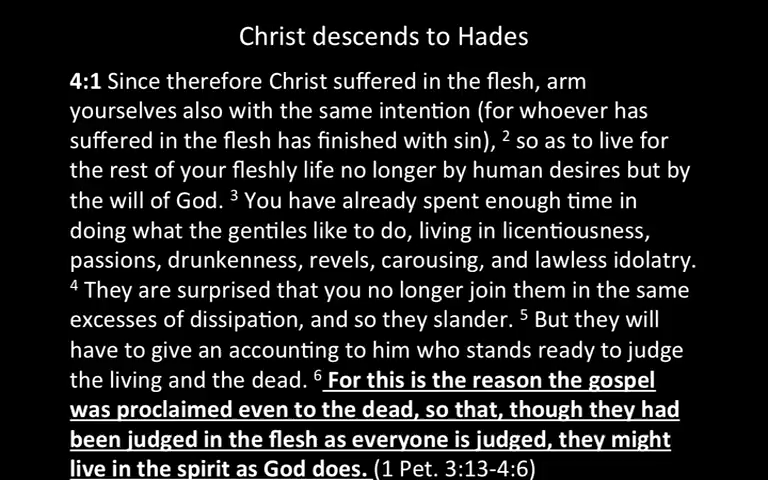 Christ descends to Hades
4:1 Since therefore Christ suffered in the flesh, arm
yourselves also with the same intention (for whoever has
suffered in the flesh has finished with sin), 2 so as to live for
the rest of your fleshly life no longer by human desires but by
the will of God. 3 You have already spent enough time in
doing what the gentiles like to do, living in licentiousness,
passions, drunkenness, revels, carousing, and lawless idolatry.
4 They are surprised that you no longer join them in the same
excesses of dissipation, and so they slander. 5 But they will
have to give an accounting to him who stands ready to judge
the living and the dead. 6 For this is the reason the gospel
was proclaimed even to the dead, so that, though they had
been judged in the flesh as everyone is judged, they might
live in the spirit as God does. (1 Pet. 3:13-4:6)